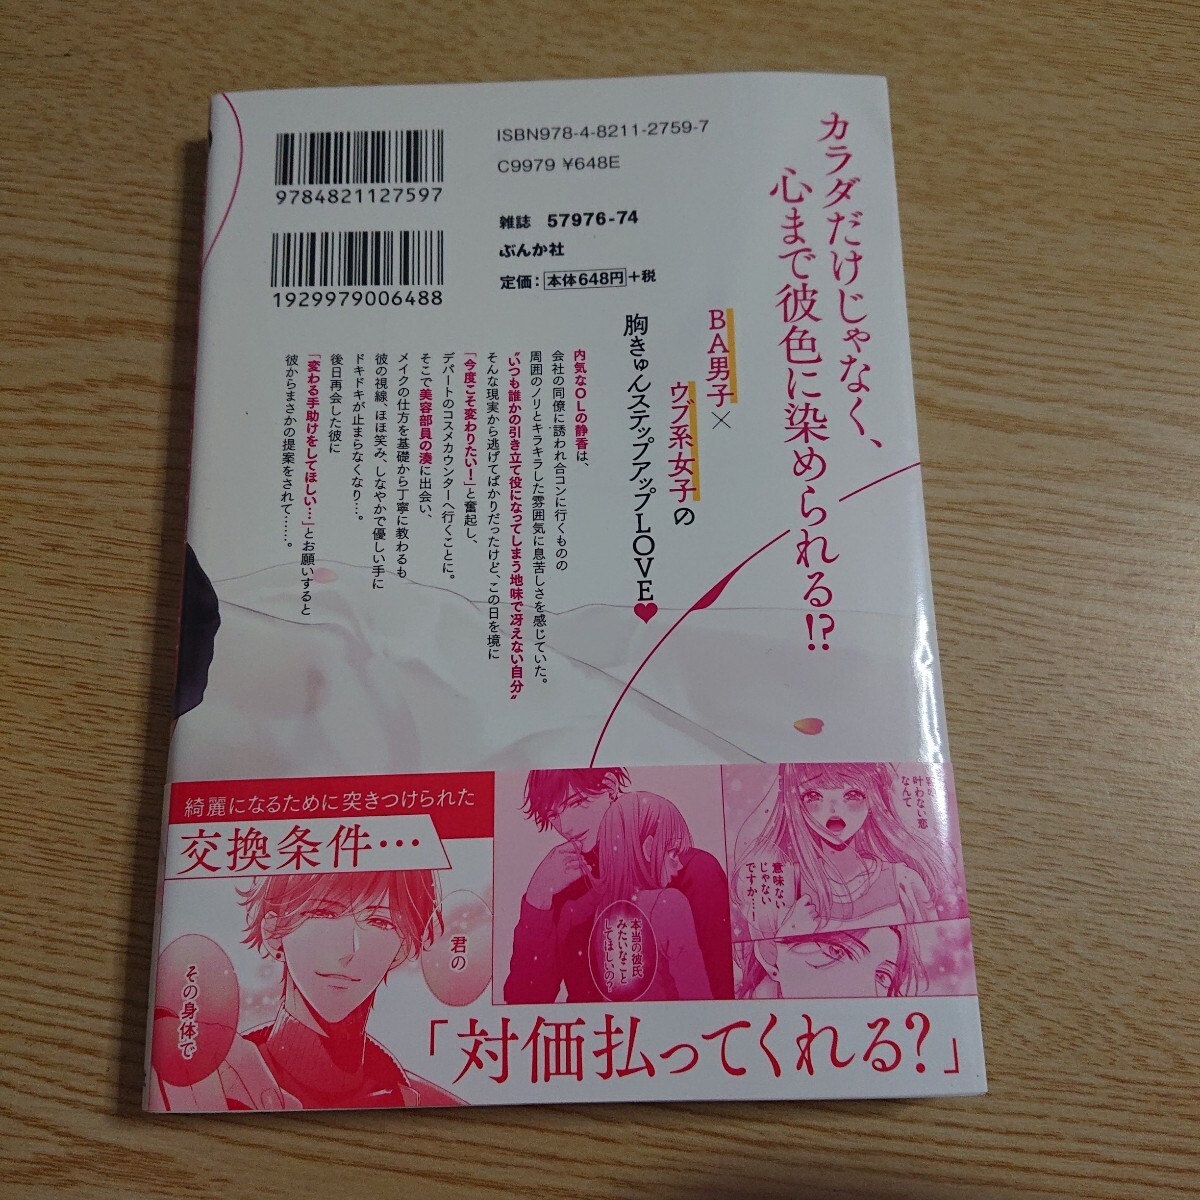 ISBN978-4-8211-2759-7
C9979 ¥648E
9784821127597
雑誌 57976-74
ぶんか社
定価：本体648円+税
1929979006488
カラダだけじゃなく、
心まで彼色に染められる!?
BA男子×
ウブ系女子の
胸きゅんステップアップLOVE♥
内気なOLの静香は、
会社の同僚に誘われ合コンに行くものの
周囲のノリとキラキラした雰囲気に息苦しさを感じていた。
“いつも誰かの引き立て役になってしまう地味で冴えない自分”
そんな現実から逃げてばかりだったけど、この日を境に
「今度こそ変わりたい！」と奮起し、
デパートのコスメカウンターへ行くことに。
そこで美容部員の湊に出会い、
メイクの仕方を基礎から丁寧に教わるも
彼の視線、ほほ笑み、しなやかで優しい手に
ドキドキが止まらなくなり…。
後日再会した彼に
「変わる手助けをしてほしい…」とお願いすると
彼からまさかの提案をされて……。
綺麗になるために突きつけられた
交換条件…
君の
その身体で
本当の彼氏
みたいなこと
してほしいの？
叶わない恋
なんて
意味ない
じゃない
ですか…！
「対価払ってくれる？」